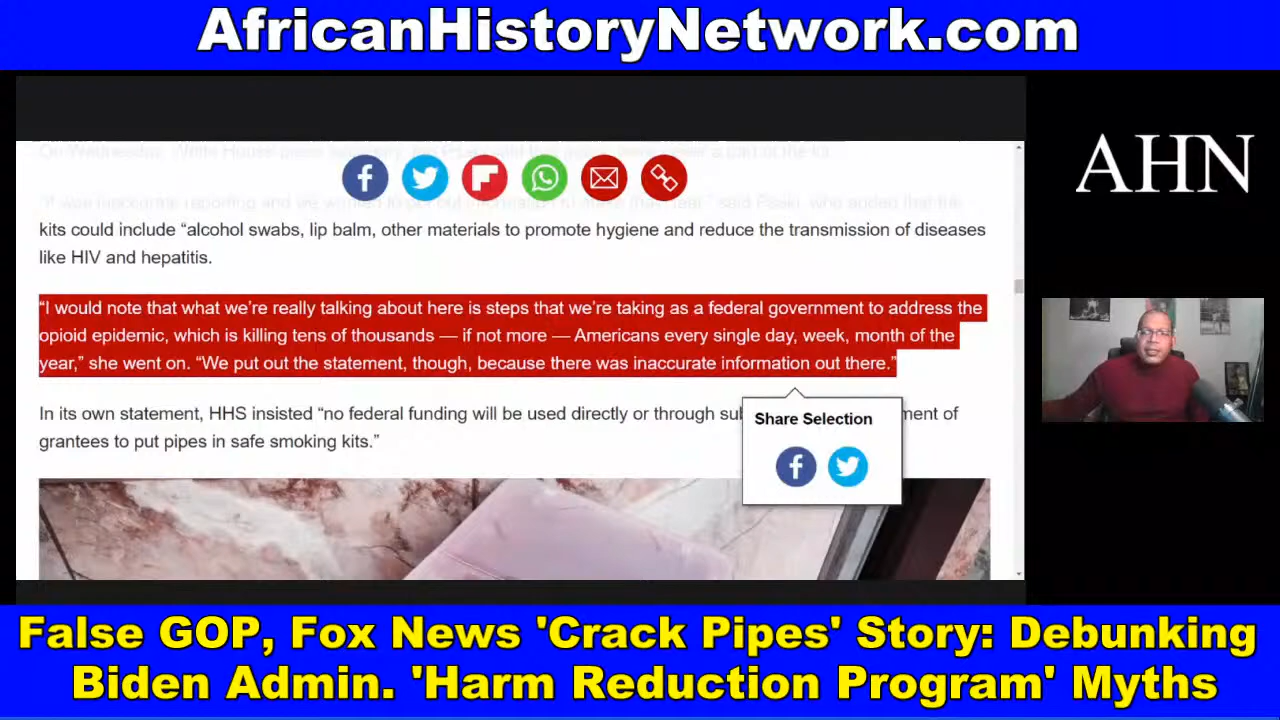 AfricanHistoryNetwork.com
AHN
kits could include “alcohol swabs, lip balm, other materials to promote hygiene and reduce the transmission of diseases
like HIV and hepatitis.
“I would note that what we’re really talking about here is steps that we’re taking as a federal government to address the
opioid epidemic, which is killing tens of thousands — if not more — Americans every single day, week, month of the
year,” she went on. “We put out the statement, though, because there was inaccurate information out there.”
In its own statement, HHS insisted “no federal funding will be used directly or through ment of
grantees to put pipes in safe smoking kits.”
Share Selection
False GOP, Fox News 'Crack Pipes' Story: Debunking
Biden Admin. 'Harm Reduction Program' Myths